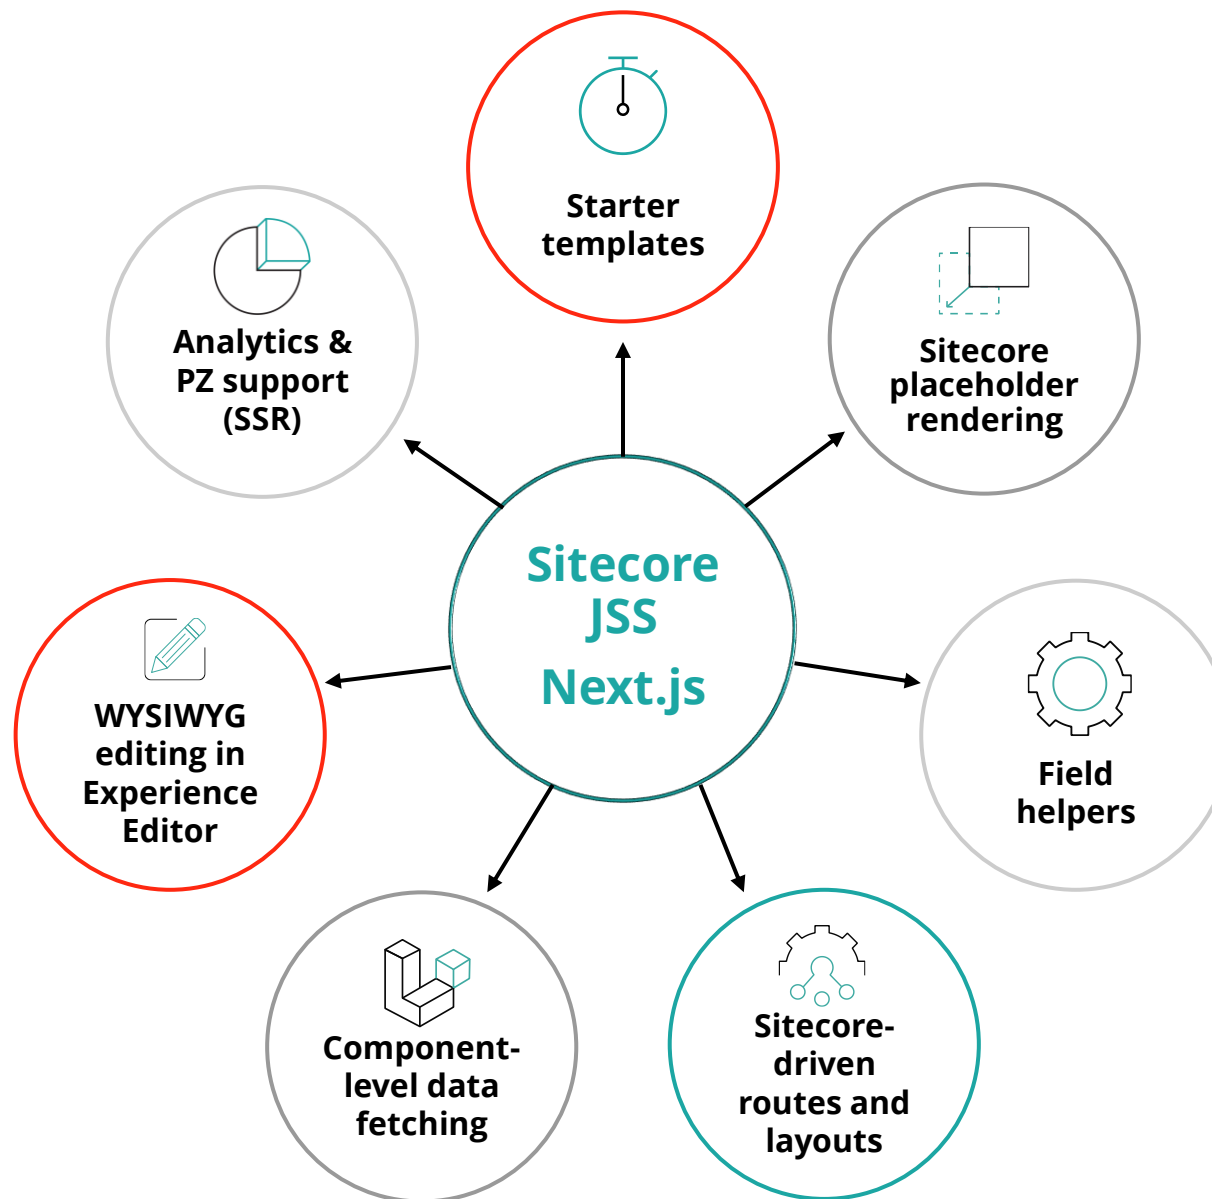 Starter
templates
Analytics &
PZ support
(SSR)
Sitecore
placeholder
rendering
Sitecore
JSS
Next.js
WYSIWYG
editing in
Experience
Editor
Field
helpers
Component-
level data
fetching
Sitecore-
driven
routes and
layouts